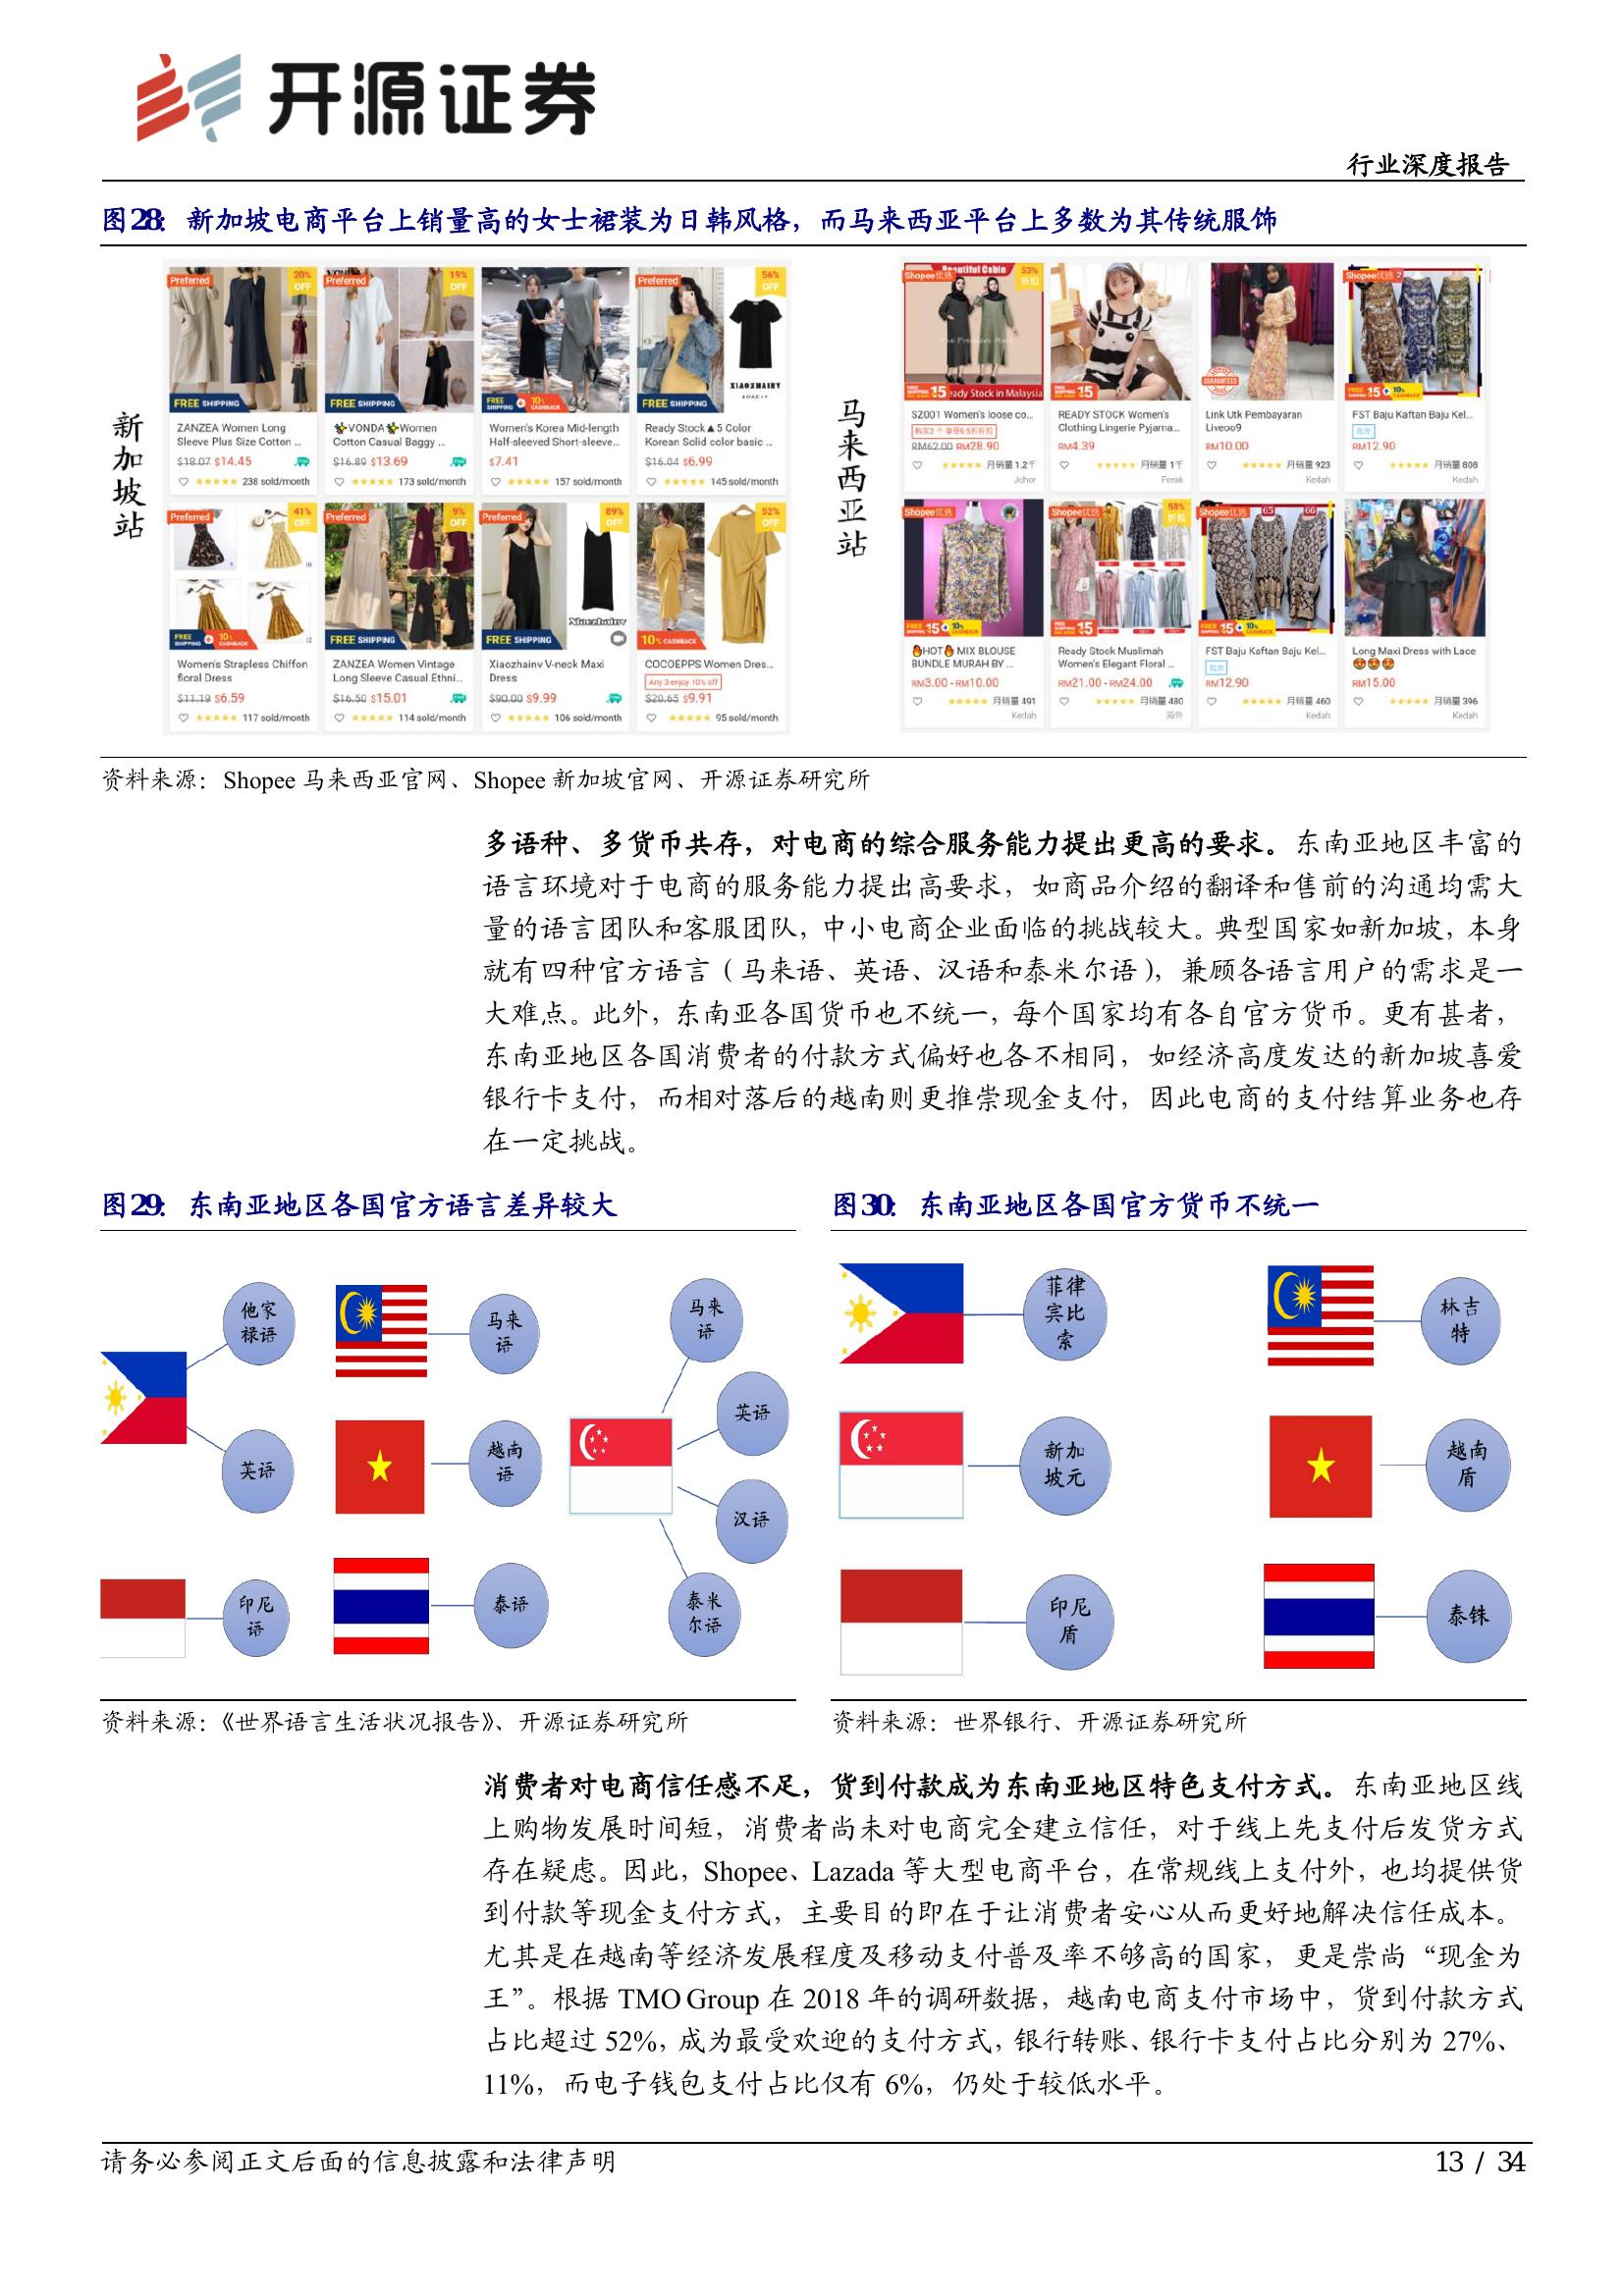 开源证券
行业深度报告
图28：新加坡电商平台上销量高的女士裙装为日韩风格，而马来西亚平台上多数为其传统服饰
新加坡站
Preferred
20% OFF
FREE SHIPPING
ZANZEA Women Long
Sleeve Plus Size Cotton ...
$18.07 $14.45
238 sold/month
Preferred
19% OFF
FREE SHIPPING
VONDA Women
Cotton Casual Baggy ...
$16.89 $13.69
173 sold/month
Preferred
FREE SHIPPING + 10% CASHBACK
Women's Korea Mid-length
Half-sleeved Short-sleeve...
$7.41
157 sold/month
Preferred
56% OFF
XIAOZHAINY
KOREAN
Ready Stock▲5 Color
Korean Solid color basic ...
$16.04 $6.99
145 sold/month
Preferred
41% OFF
FREE SHIPPING + 10% CASHBACK
Women's Strapless Chiffon
floral Dress
$11.19 $6.59
117 sold/month
Preferred
9% OFF
FREE SHIPPING
ZANZEA Women Vintage
Long Sleeve Casual Ethni...
$16.50 $15.01
114 sold/month
Preferred
89% OFF
Xiaozhainy
FREE SHIPPING
Xiaozhainv V-neck Maxi
Dress
$90.00 $9.99
106 sold/month
52% OFF
10% CASHBACK
COCOEPPS Women Dres...
Any 3 enjoy 10% off
$20.65 $9.91
95 sold/month
马来西亚站
Shopee优选
Beautiful Cabin
53% 折扣
The Premiere Mart
Ready Stock in Malaysia
SZ001 Women's loose co...
购买2 个 享受9.5折折扣
RM62.00 RM28.90
月销量 1.2千
Johor
READY STOCK Women's
Clothing Lingerie Pyjama...
RM4.39
月销量 1千
Perak
GUARANTEED
Link Utk Pembayaran
Liveoo9
RM10.00
月销量 923
Kedah
Shopee优选
FST Baju Kaftan Baju Kel...
批发
RM12.90
月销量 808
Kedah
Shopee优选
HOT MIX BLOUSE
BUNDLE MURAH BY ...
RM3.00 - RM10.00
月销量 491
Kedah
Shopee优选
58% 折扣
Ready Stock Muslimah
Women's Elegant Floral ...
RM21.00 - RM24.00
月销量 480
海外
Shopee优选
65
66
FST Baju Kaftan Baju Kel...
批发
RM12.90
月销量 460
Kedah
Long Maxi Dress with Lace
RM15.00
月销量 396
Kedah
资料来源：Shopee 马来西亚官网、Shopee 新加坡官网、开源证券研究所
多语种、多货币共存，对电商的综合服务能力提出更高的要求。东南亚地区丰富的
语言环境对于电商的服务能力提出高要求，如商品介绍的翻译和售前的沟通均需大
量的语言团队和客服团队，中小电商企业面临的挑战较大。典型国家如新加坡，本身
就有四种官方语言（马来语、英语、汉语和泰米尔语），兼顾各语言用户的需求是一
大难点。此外，东南亚各国货币也不统一，每个国家均有各自官方货币。更有甚者，
东南亚地区各国消费者的付款方式偏好也各不相同，如经济高度发达的新加坡喜爱
银行卡支付，而相对落后的越南则更推崇现金支付，因此电商的支付结算业务也存
在一定挑战。
图29：东南亚地区各国官方语言差异较大
他家
禄语
英语
印尼
语
马来
语
越南
语
泰语
马来
语
英语
汉语
泰米
尔语
资料来源：《世界语言生活状况报告》、开源证券研究所
图30：东南亚地区各国官方货币不统一
菲律
宾比
索
新加
坡元
印尼
盾
林吉
特
越南
盾
泰铢
资料来源：世界银行、开源证券研究所
消费者对电商信任感不足，货到付款成为东南亚地区特色支付方式。东南亚地区线
上购物发展时间短，消费者尚未对电商完全建立信任，对于线上先支付后发货方式
存在疑虑。因此，Shopee、Lazada 等大型电商平台，在常规线上支付外，也均提供货
到付款等现金支付方式，主要目的即在于让消费者安心从而更好地解决信任成本。
尤其是在越南等经济发展程度及移动支付普及率不够高的国家，更是崇尚“现金为
王”。根据 TMO Group 在 2018 年的调研数据，越南电商支付市场中，货到付款方式
占比超过 52%，成为最受欢迎的支付方式，银行转账、银行卡支付占比分别为 27%、
11%，而电子钱包支付占比仅有 6%，仍处于较低水平。
请务必参阅正文后面的信息披露和法律声明
13 / 34